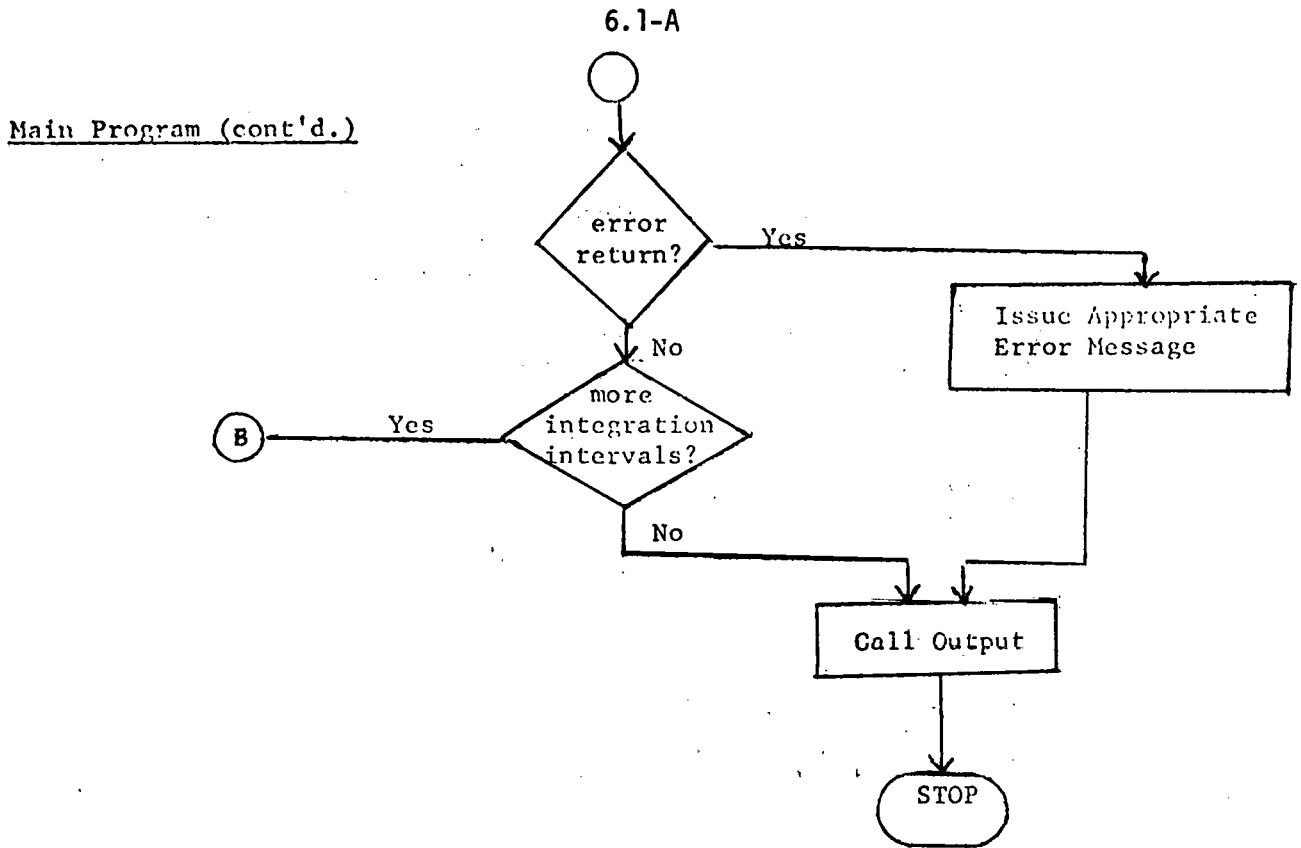 6.1-A
Main Program (cont'd.)
error
return?
Yes
Issue Appropriate
Error Message
No
more
integration
intervals?
Yes
B
No
Call Output
STOP